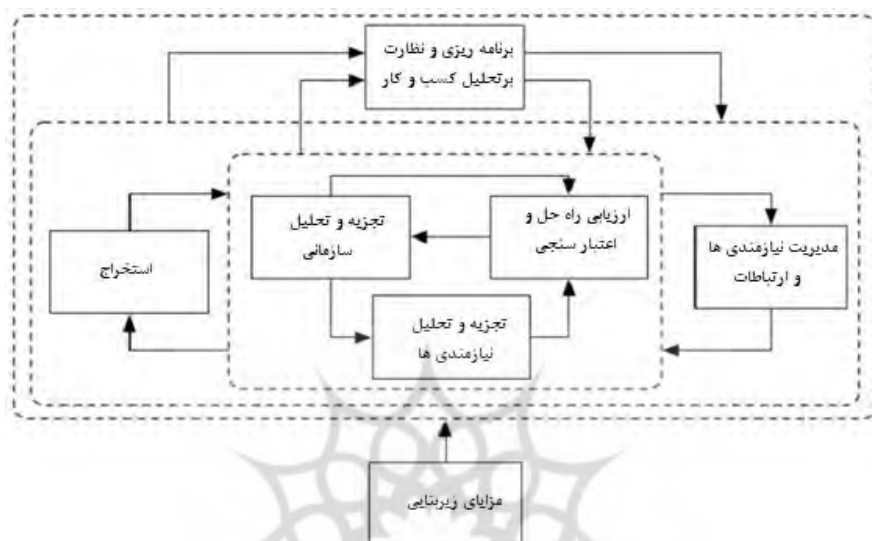 برنامه ریزی و نظارت
برتحلیل کسب و کار
استخراج
تجزیه و تحلیل
سازمانی
ارزیابی راه حل و
اعتبار سنجی
تجزیه و تحلیل
نیازمندی ها
مدیریت نیازمندی ها
و ارتباطات
مزایای زیربنایی